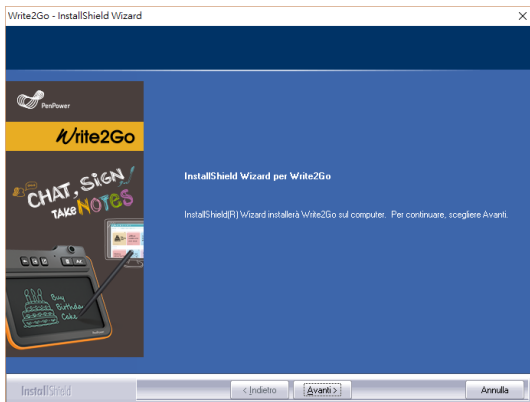 Write2Go - InstallShield Wizard
PenPower
Write2Go
CHAT, SIGN
TAKE NOTES
Buy
Birthday
Cake
InstallShield Wizard per Write2Go
InstallShield(R) Wizard installerà Write2Go sul computer. Per continuare, scegliere Avanti.
InstallShield
< Indietro
Avanti >
Annulla